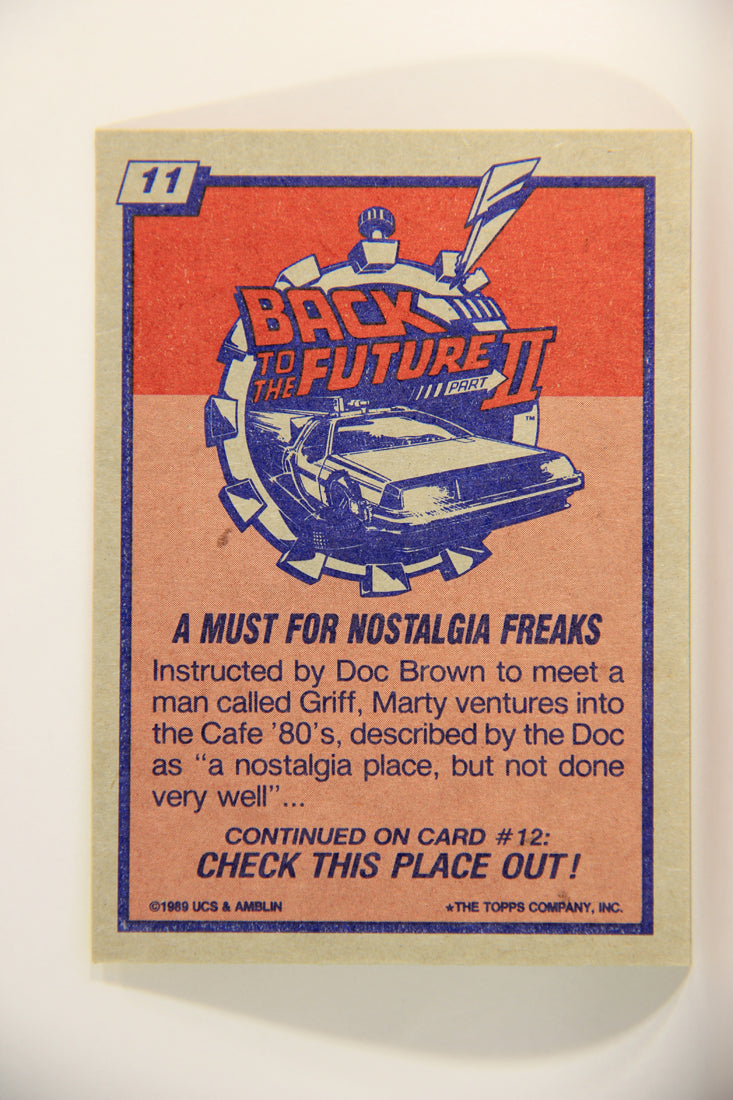 11
BACK
TO
THE FUTURE II
PART
TM
A MUST FOR NOSTALGIA FREAKS
Instructed by Doc Brown to meet a
man called Griff, Marty ventures into
the Cafe '80's, described by the Doc
as "a nostalgia place, but not done
very well"...
CONTINUED ON CARD #12:
CHECK THIS PLACE OUT!
©1989 UCS & AMBLIN ★THE TOPPS COMPANY, INC.